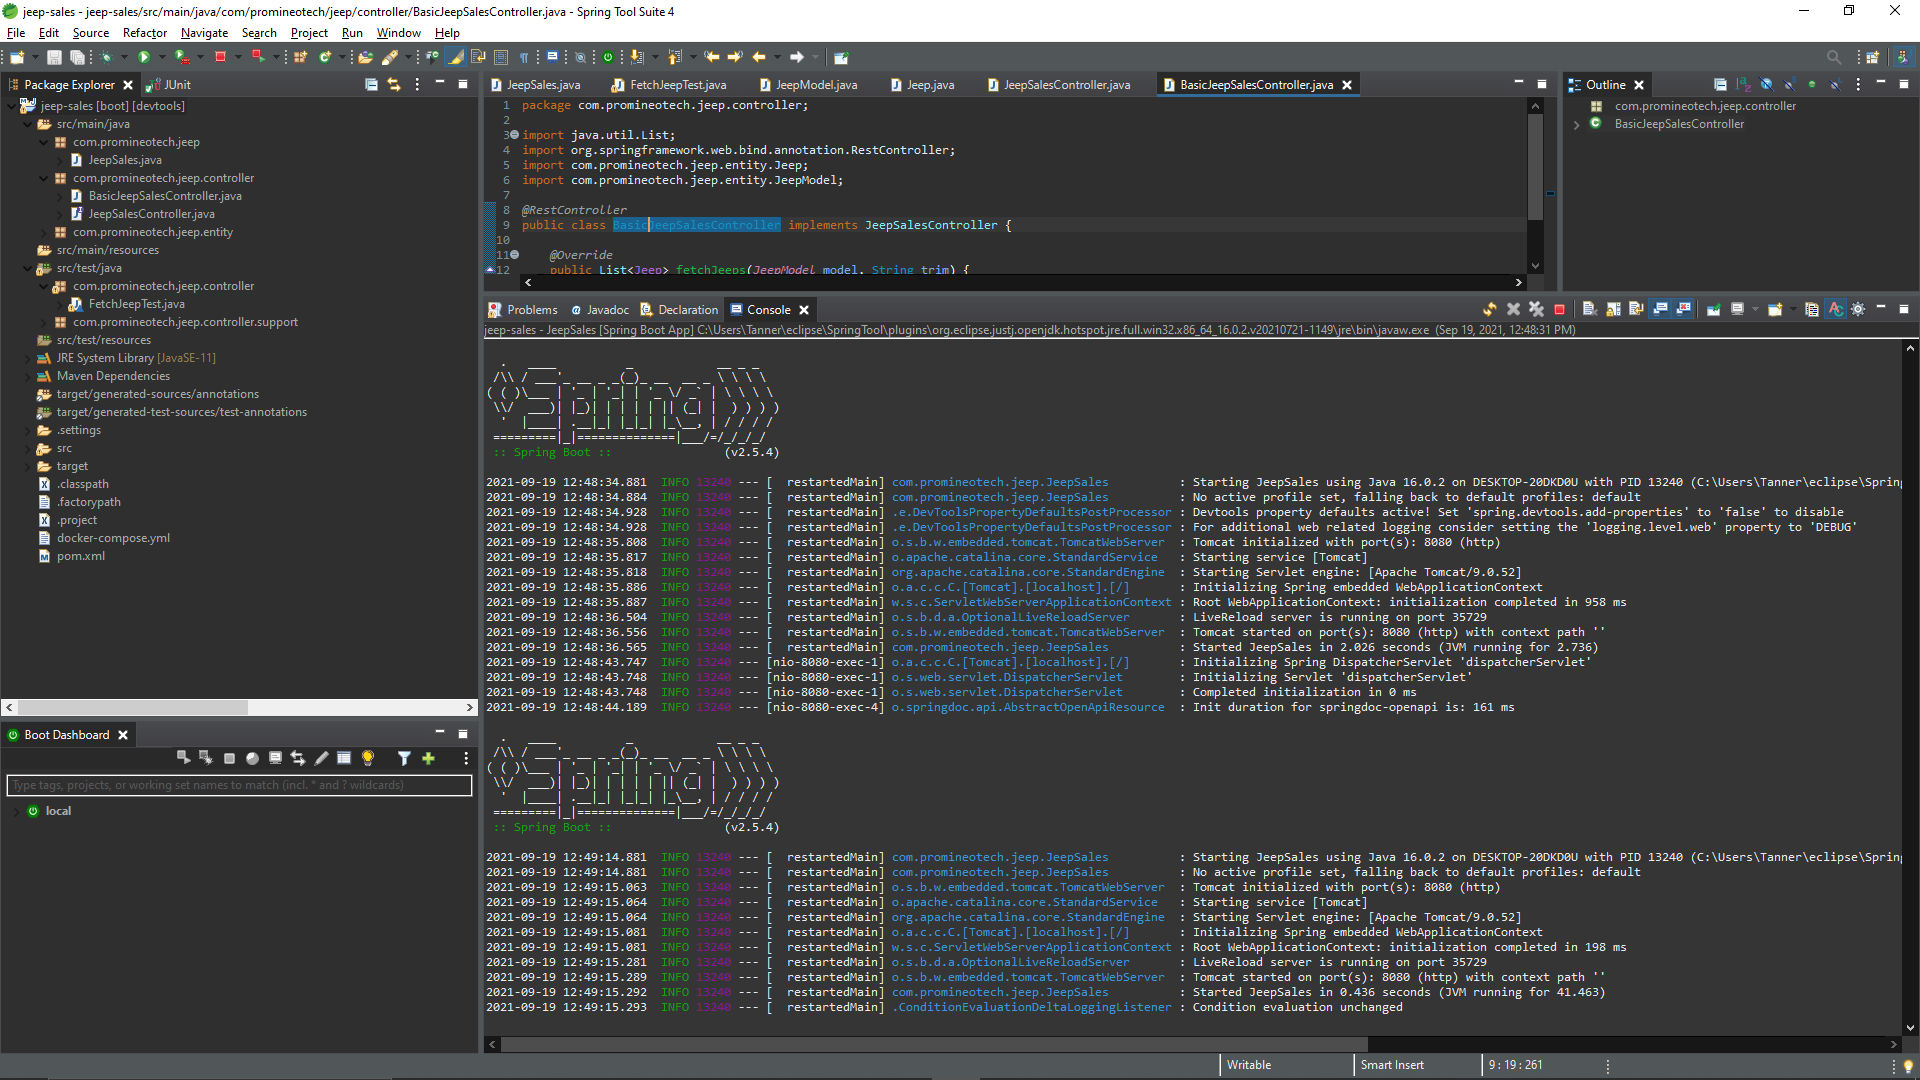 jeep-sales - jeep-sales/src/main/java/com/promineotech/jeep/controller/BasicJeepSalesController.java - Spring Tool Suite 4
File Edit Source Refactor Navigate Search Project Run Window Help
Package Explorer JUnit
jeep-sales [boot] [devtools]
src/main/java
com.promineotech.jeep
JeepSales.java
com.promineotech.jeep.controller
BasicJeepSalesController.java
JeepSalesController.java
com.promineotech.jeep.entity
src/main/resources
src/test/java
com.promineotech.jeep.controller
FetchJeepTest.java
com.promineotech.jeep.controller.support
src/test/resources
JRE System Library [JavaSE-11]
Maven Dependencies
target/generated-sources/annotations
target/generated-test-sources/test-annotations
.settings
src
target
.classpath
.factorypath
.project
docker-compose.yml
pom.xml
Boot Dashboard
Type tags, projects, or working set names to match (incl. * and ? wildcards)
local
JeepSales.java FetchJeepTest.java JeepModel.java Jeep.java JeepSalesController.java BasicJeepSalesController.java
1 package com.promineotech.jeep.controller;
2
3 import java.util.List;
4 import org.springframework.web.bind.annotation.RestController;
5 import com.promineotech.jeep.entity.Jeep;
6 import com.promineotech.jeep.entity.JeepModel;
7
8 @RestController
9 public class BasicJeepSalesController implements JeepSalesController {
10
11 @Override
12 public List<Jeep> fetchJeeps(JeepModel model, String trim) {
Outline
com.promineotech.jeep.controller
BasicJeepSalesController
Problems Javadoc Declaration Console
jeep-sales - JeepSales [Spring Boot App] C:\Users\Tanner\eclipse\SpringTool\plugins\org.eclipse.justj.openjdk.hotspot.jre.full.win32.x86_64_16.0.2.v20210721-1149\jre\bin\javaw.exe (Sep 19, 2021, 12:48:31 PM)
Spring
:: Spring Boot :: (v2.5.4)
2021-09-19 12:48:34.881 INFO 13240 --- [ restartedMain] com.promineotech.jeep.JeepSales : Starting JeepSales using Java 16.0.2 on DESKTOP-20DKD0U with PID 13240 (C:\Users\Tanner\eclipse\Spring
2021-09-19 12:48:34.884 INFO 13240 --- [ restartedMain] com.promineotech.jeep.JeepSales : No active profile set, falling back to default profiles: default
2021-09-19 12:48:34.928 INFO 13240 --- [ restartedMain] .e.DevToolsPropertyDefaultsPostProcessor : Devtools property defaults active! Set 'spring.devtools.add-properties' to 'false' to disable
2021-09-19 12:48:34.928 INFO 13240 --- [ restartedMain] .e.DevToolsPropertyDefaultsPostProcessor : For additional web related logging consider setting the 'logging.level.web' property to 'DEBUG'
2021-09-19 12:48:35.808 INFO 13240 --- [ restartedMain] o.s.b.w.embedded.tomcat.TomcatWebServer : Tomcat initialized with port(s): 8080 (http)
2021-09-19 12:48:35.817 INFO 13240 --- [ restartedMain] o.apache.catalina.core.StandardService : Starting service [Tomcat]
2021-09-19 12:48:35.818 INFO 13240 --- [ restartedMain] org.apache.catalina.core.StandardEngine : Starting Servlet engine: [Apache Tomcat/9.0.52]
2021-09-19 12:48:35.886 INFO 13240 --- [ restartedMain] o.a.c.c.C.[Tomcat].[localhost].[/] : Initializing Spring embedded WebApplicationContext
2021-09-19 12:48:35.887 INFO 13240 --- [ restartedMain] w.s.c.ServletWebServerApplicationContext : Root WebApplicationContext: initialization completed in 958 ms
2021-09-19 12:48:36.504 INFO 13240 --- [ restartedMain] o.s.b.d.a.OptionalLiveReloadServer : LiveReload server is running on port 35729
2021-09-19 12:48:36.556 INFO 13240 --- [ restartedMain] o.s.b.w.embedded.tomcat.TomcatWebServer : Tomcat started on port(s): 8080 (http) with context path ''
2021-09-19 12:48:36.565 INFO 13240 --- [ restartedMain] com.promineotech.jeep.JeepSales : Started JeepSales in 2.026 seconds (JVM running for 2.736)
2021-09-19 12:48:43.747 INFO 13240 --- [nio-8080-exec-1] o.a.c.c.C.[Tomcat].[localhost].[/] : Initializing Spring DispatcherServlet 'dispatcherServlet'
2021-09-19 12:48:43.748 INFO 13240 --- [nio-8080-exec-1] o.s.web.servlet.DispatcherServlet : Initializing Servlet 'dispatcherServlet'
2021-09-19 12:48:43.748 INFO 13240 --- [nio-8080-exec-1] o.s.web.servlet.DispatcherServlet : Completed initialization in 0 ms
2021-09-19 12:48:44.189 INFO 13240 --- [nio-8080-exec-4] o.springdoc.api.AbstractOpenApiResource : Init duration for springdoc-openapi is: 161 ms
Spring
:: Spring Boot :: (v2.5.4)
2021-09-19 12:49:14.881 INFO 13240 --- [ restartedMain] com.promineotech.jeep.JeepSales : Starting JeepSales using Java 16.0.2 on DESKTOP-20DKD0U with PID 13240 (C:\Users\Tanner\eclipse\Spring
2021-09-19 12:49:14.881 INFO 13240 --- [ restartedMain] com.promineotech.jeep.JeepSales : No active profile set, falling back to default profiles: default
2021-09-19 12:49:15.063 INFO 13240 --- [ restartedMain] o.s.b.w.embedded.tomcat.TomcatWebServer : Tomcat initialized with port(s): 8080 (http)
2021-09-19 12:49:15.064 INFO 13240 --- [ restartedMain] o.apache.catalina.core.StandardService : Starting service [Tomcat]
2021-09-19 12:49:15.064 INFO 13240 --- [ restartedMain] org.apache.catalina.core.StandardEngine : Starting Servlet engine: [Apache Tomcat/9.0.52]
2021-09-19 12:49:15.081 INFO 13240 --- [ restartedMain] o.a.c.c.C.[Tomcat].[localhost].[/] : Initializing Spring embedded WebApplicationContext
2021-09-19 12:49:15.081 INFO 13240 --- [ restartedMain] w.s.c.ServletWebServerApplicationContext : Root WebApplicationContext: initialization completed in 198 ms
2021-09-19 12:49:15.281 INFO 13240 --- [ restartedMain] o.s.b.d.a.OptionalLiveReloadServer : LiveReload server is running on port 35729
2021-09-19 12:49:15.289 INFO 13240 --- [ restartedMain] o.s.b.w.embedded.tomcat.TomcatWebServer : Tomcat started on port(s): 8080 (http) with context path ''
2021-09-19 12:49:15.292 INFO 13240 --- [ restartedMain] com.promineotech.jeep.JeepSales : Started JeepSales in 0.436 seconds (JVM running for 41.463)
2021-09-19 12:49:15.293 INFO 13240 --- [ restartedMain] .ConditionEvaluationDeltaLoggingListener : Condition evaluation unchanged
Writable Smart Insert 9 : 19 : 261